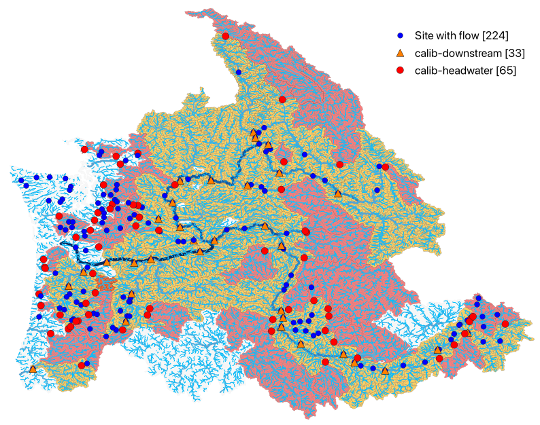 Site with flow [224]
calib-downstream [33]
calib-headwater [65]